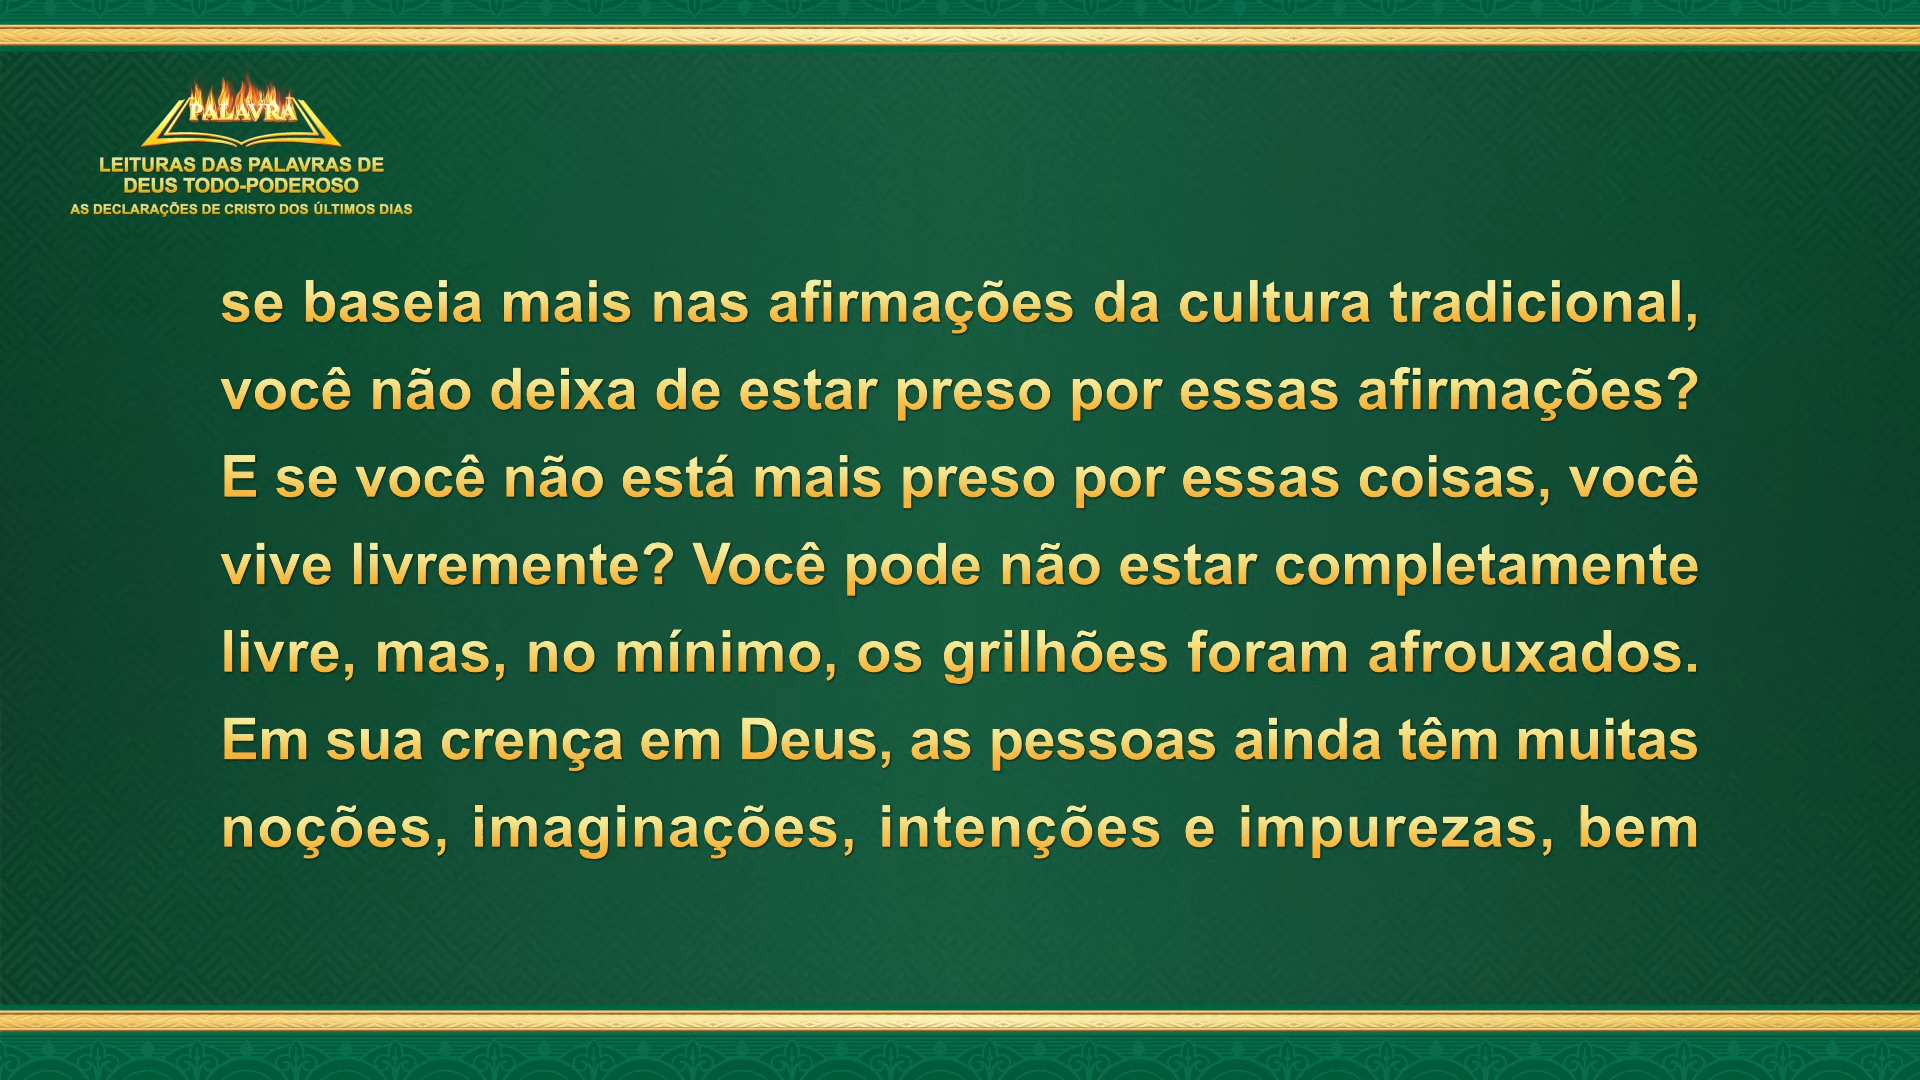 PALAVRA
LEITURAS DAS PALAVRAS DE
DEUS TODO-PODEROSO
AS DECLARAÇÕES DE CRISTO DOS ÚLTIMOS DIAS
se baseia mais nas afirmações da cultura tradicional,
você não deixa de estar preso por essas afirmações?
E se você não está mais preso por essas coisas, você
vive livremente? Você pode não estar completamente
livre, mas, no mínimo, os grilhões foram afrouxados.
Em sua crença em Deus, as pessoas ainda têm muitas
noções, imaginações, intenções e impurezas, bem